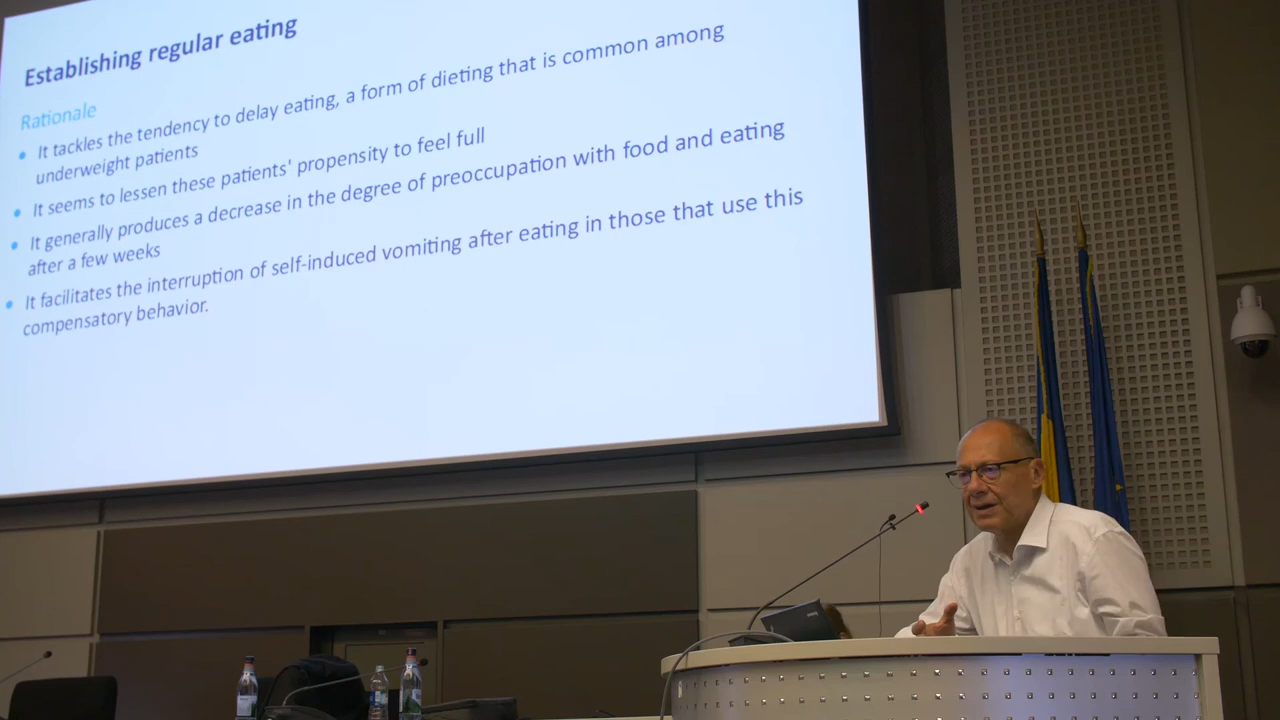 Establishing regular eating
Rationale
• It tackles the tendency to delay eating, a form of dieting that is common among
underweight patients
• It seems to lessen these patients' propensity to feel full
• It generally produces a decrease in the degree of preoccupation with food and eating
after a few weeks
• It facilitates the interruption of self-induced vomiting after eating in those that use this
compensatory behavior.